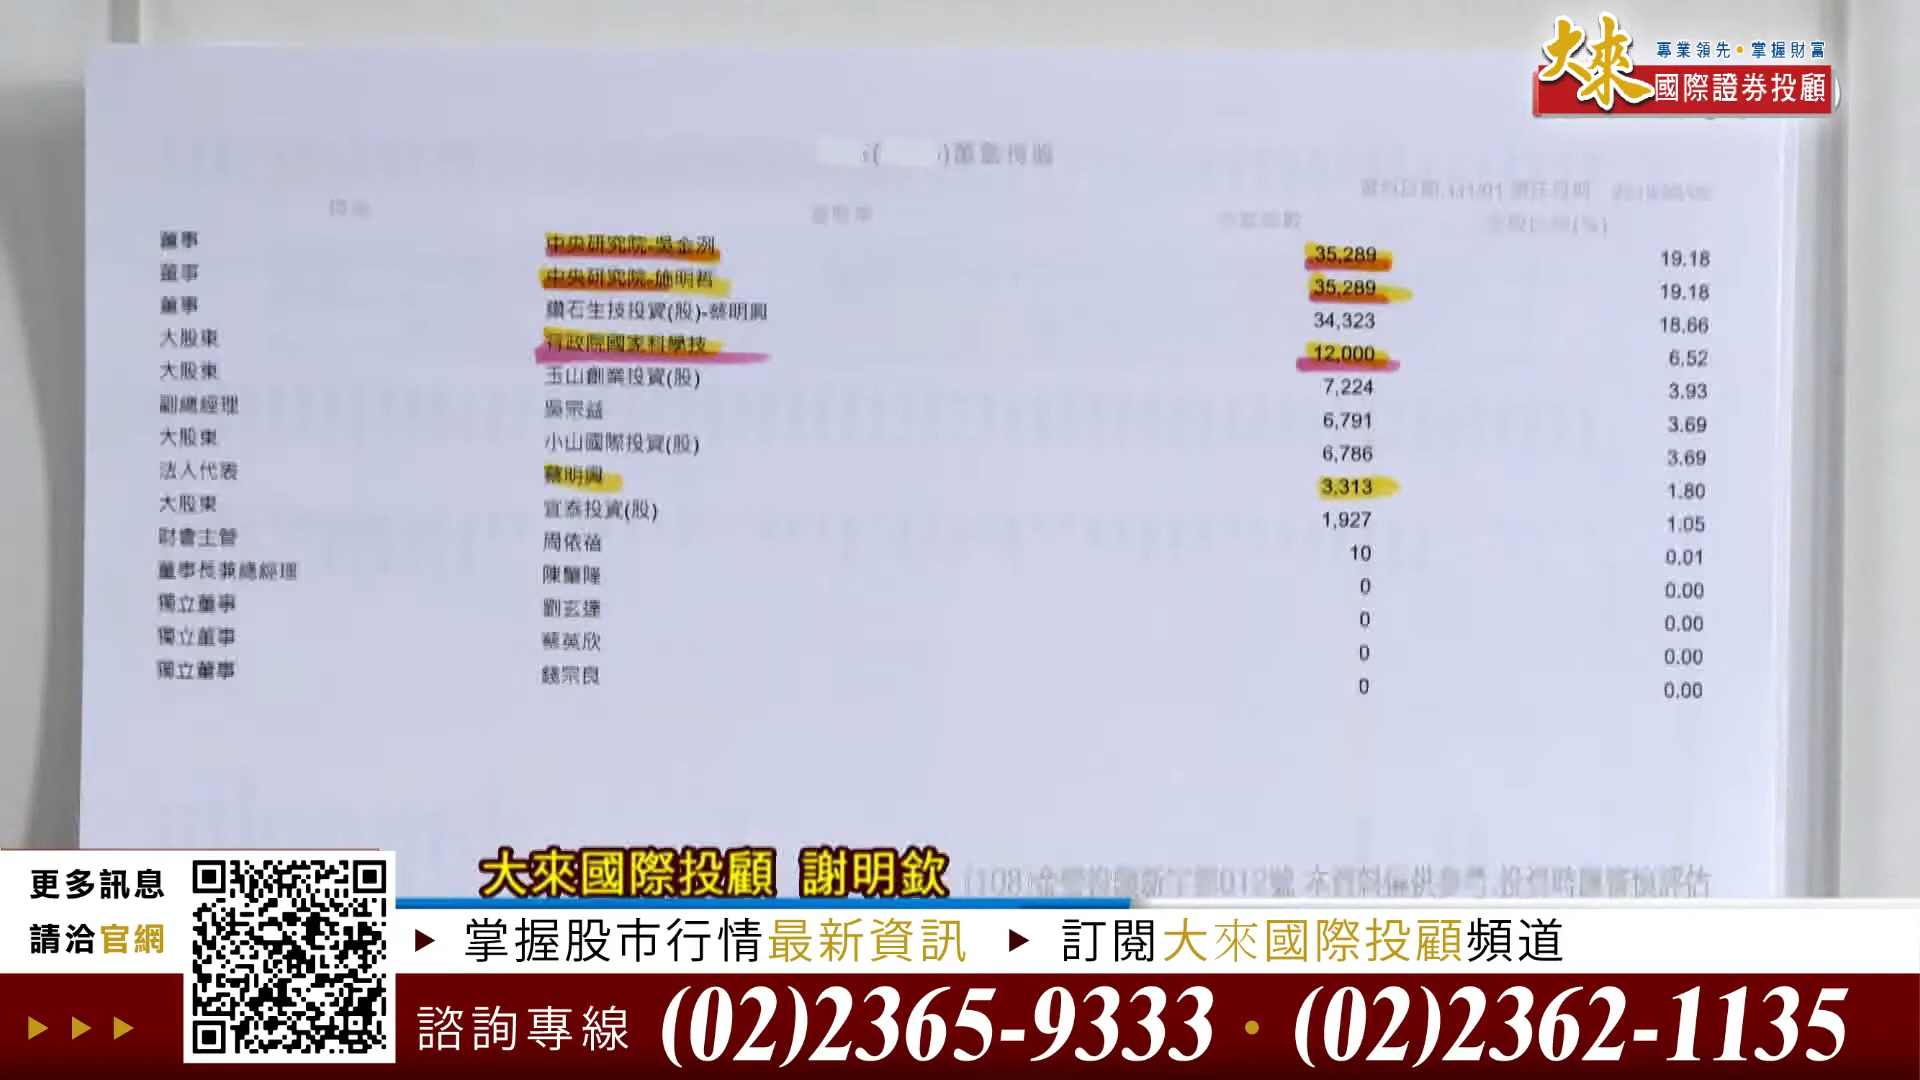 大來 專業領先•掌握財富
國際證券投顧
)董監持股
董事 中央研究院-吳金洌 35,289 19.18
董事 中央研究院-施明哲 35,289 19.18
董事 鑽石生技投資(股)-蔡明興 34,323 18.66
大股東 行政院國家科學技 12,000 6.52
大股東 玉山創業投資(股) 7,224 3.93
副總經理 吳宗益 6,791 3.69
大股東 小山國際投資(股) 6,786 3.69
法人代表 蔡明興 3,313 1.80
大股東 宣泰投資(股) 1,927 1.05
財會主管 周依蓓 10 0.01
董事長兼總經理 0 0.00
獨立董事 劉玄達 0 0.00
獨立董事 蔡英欣 0 0.00
獨立董事 錢宗良 0 0.00
大來國際投顧 謝明欽
更多訊息
請洽官網
掌握股市行情最新資訊 訂閱大來國際投顧頻道
諮詢專線 (02)2365-9333•(02)2362-1135